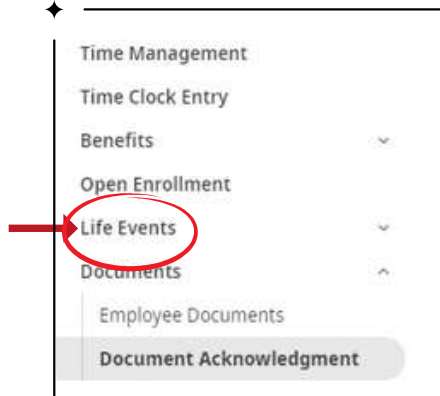 Time Management
Time Clock Entry
Benefits
Open Enrollment
Life Events
Documents
Employee Documents
Document Acknowledgment